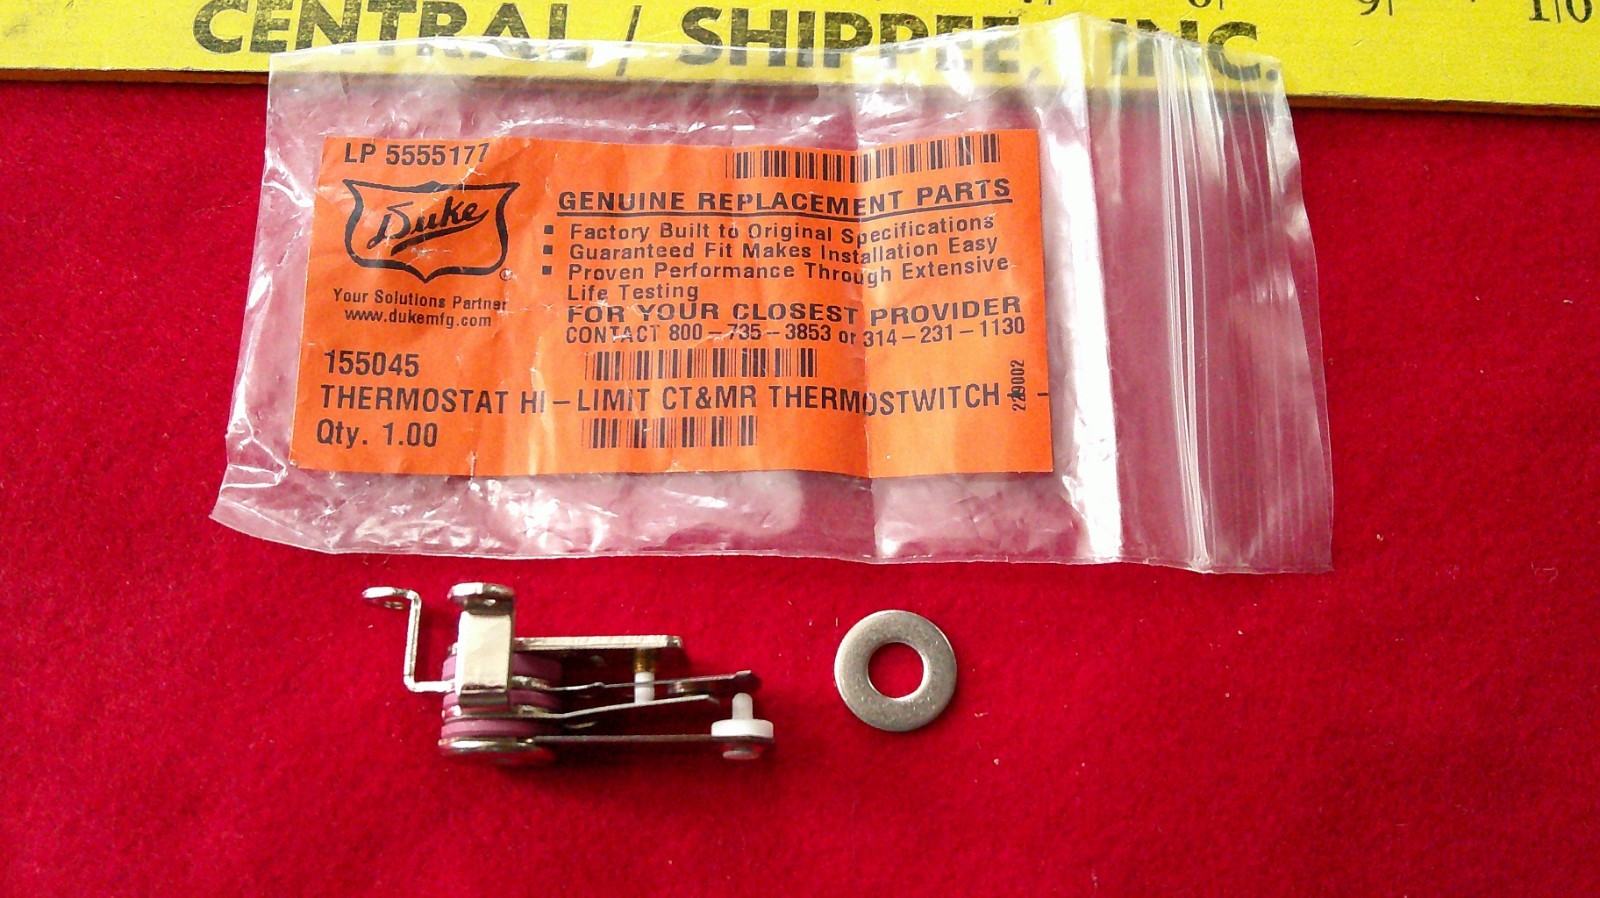 CENTRAL / SHIPPEE, INC.
9
10
LP 5555177
Duke
®
Your Solutions Partner
www.dukemfg.com
GENUINE REPLACEMENT PARTS
▪ Factory Built to Original Specifications
▪ Guaranteed Fit Makes Installation Easy
▪ Proven Performance Through Extensive
Life Testing
FOR YOUR CLOSEST PROVIDER
CONTACT 800-735-3853 or 314-231-1130
155045
THERMOSTAT HI-LIMIT CT&MR THERMOSTWITCH
Qty. 1.00